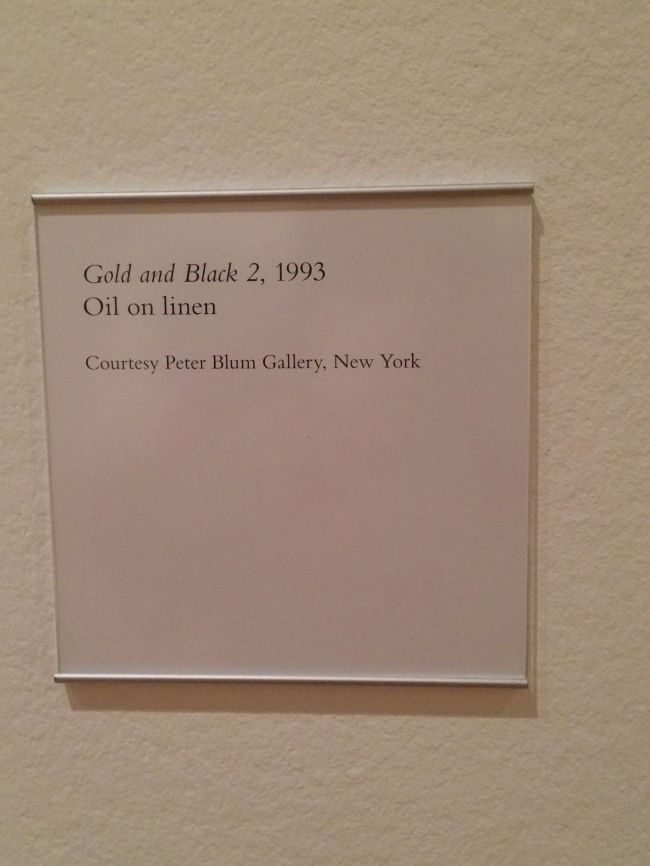 Gold and Black 2, 1993
Oil on linen
Courtesy Peter Blum Gallery, New York